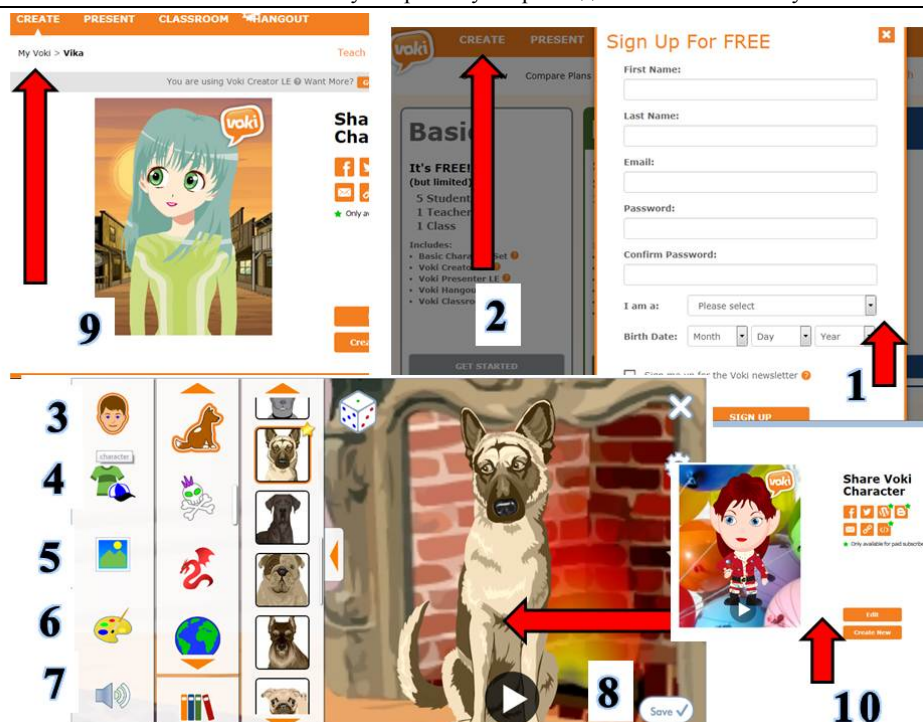 CREATE PRESENT CLASSROOM HANGOUT
My Voki > Vika
Teach
You are using Voki Creator LE Want More?
voki
Sha
Cha
Only av
Crea
9
voki
CREATE PRESENT
Compare Plans
Basic
It's FREE!
(but limited)
5 Student
1 Teacher
1 Class
Includes:
Basic Chara Set
Voki Creato
Voki Presenter LE
Voki Hangou
Voki Classro
GET STARTED
2
Sign Up For FREE
First Name:
Last Name:
Email:
Password:
Confirm Password:
I am a: Please select
Birth Date: Month Day Year
Sign me up for the Voki newsletter
SIGN UP
1
3
4
character
5
6
7
8
Save
voki
Share Voki
Character
Only available for paid subscribe
Edit
Create New
10